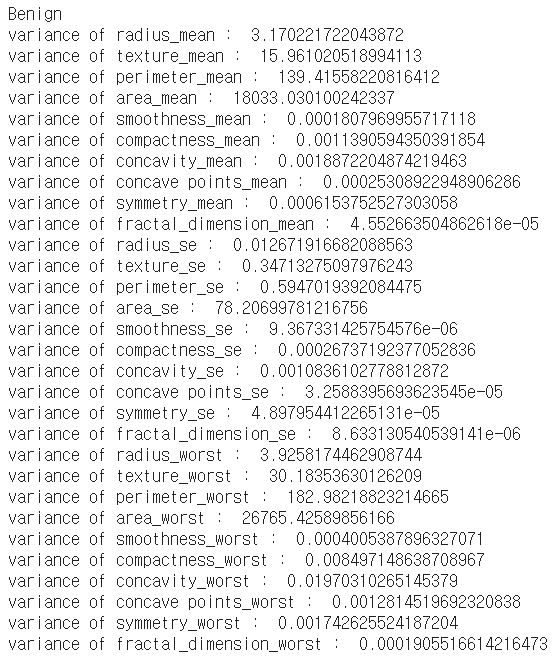 Benign
variance of radius_mean :  3.170221722043872
variance of texture_mean :  15.961020518994113
variance of perimeter_mean :  139.41558220816412
variance of area_mean :  18033.030100242337
variance of smoothness_mean :  0.0001807969955717118
variance of compactness_mean :  0.0011390594350391854
variance of concavity_mean :  0.0018872204874219463
variance of concave points_mean :  0.00025308922948906286
variance of symmetry_mean :  0.0006153752527303058
variance of fractal_dimension_mean :  4.552663504862618e-05
variance of radius_se :  0.012671916682088563
variance of texture_se :  0.34713275097976243
variance of perimeter_se :  0.5947019392084475
variance of area_se :  78.20699781216756
variance of smoothness_se :  9.367331425754576e-06
variance of compactness_se :  0.00026737192377052836
variance of concavity_se :  0.0010836102778812872
variance of concave points_se :  3.2588395693623545e-05
variance of symmetry_se :  4.897954412265131e-05
variance of fractal_dimension_se :  8.633130540539141e-06
variance of radius_worst :  3.9258174462908744
variance of texture_worst :  30.18353630126209
variance of perimeter_worst :  182.98218823214665
variance of area_worst :  26765.42589856166
variance of smoothness_worst :  0.0004005387896327071
variance of compactness_worst :  0.008497148638708967
variance of concavity_worst :  0.01970310265145379
variance of concave points_worst :  0.0012814519692320838
variance of symmetry_worst :  0.001742625524187204
variance of fractal_dimension_worst :  0.0001905516614216473